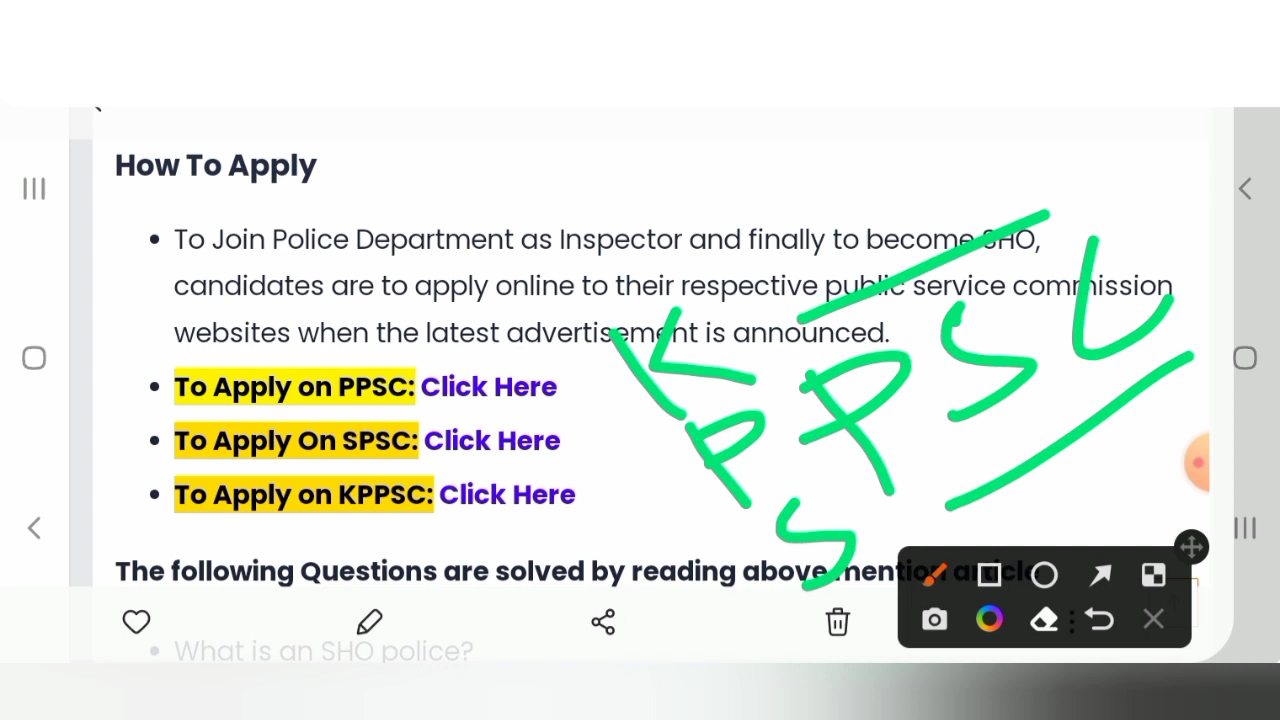 How To Apply
To Join Police Department as Inspector and finally to become SHO,
candidates are to apply online to their respective public service commission
websites when the latest advertisement is announced.
To Apply on PPSC: Click Here
To Apply On SPSC: Click Here
To Apply on KPPSC: Click Here
K P S
P S C
The following Questions are solved by reading above mention article
What is an SHO police?